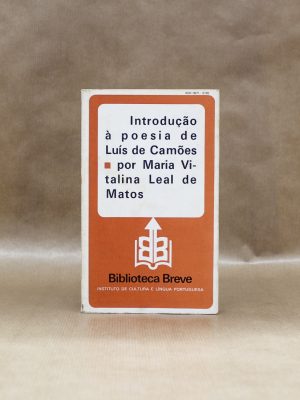 Introdução
à poesia de
Luís de Camões
por Maria Vi-
talina Leal de
Matos
Biblioteca Breve
INSTITUTO DE CULTURA E LÍNGUA PORTUGUESA